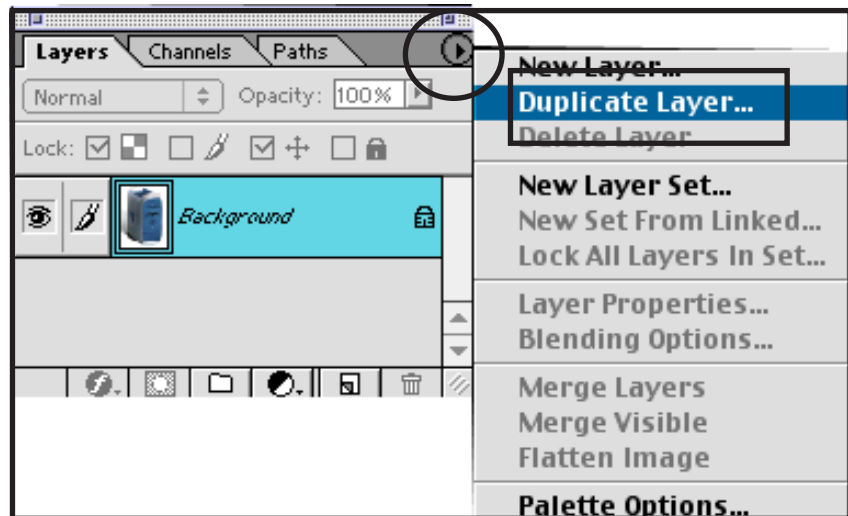 Layers Channels Paths
Normal Opacity: 100%
Lock:
Background
New Layer...
Duplicate Layer...
Delete Layer
New Layer Set...
New Set From Linked...
Lock All Layers In Set...
Layer Properties...
Blending Options...
Merge Layers
Merge Visible
Flatten Image
Palette Options...